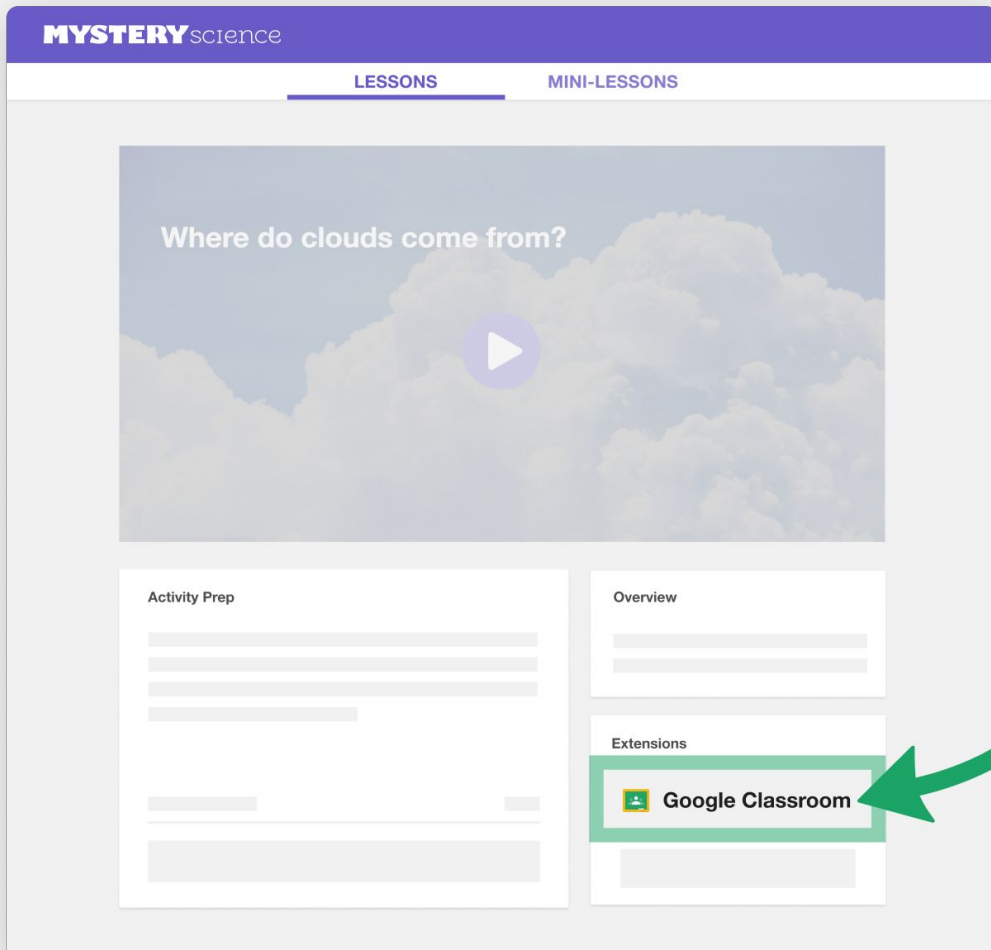 MYSTERYscience
LESSONS MINI-LESSONS
Where do clouds come from?
Activity Prep
Overview
Extensions
Google Classroom